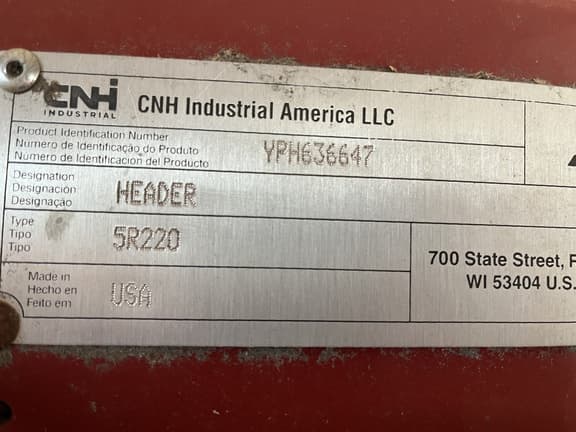 CNH
INDUSTRIAL
CNH Industrial America LLC
Product Identification Number
Número de Identificação do Produto
Numero de Identificacion del Producto
YPH636647
Designation
Designación
Designação
HEADER
Type
Tipo
Tipo
5R220
Made in
Hecho en
Feito em
USA
700 State Street,
WI 53404 U.S.